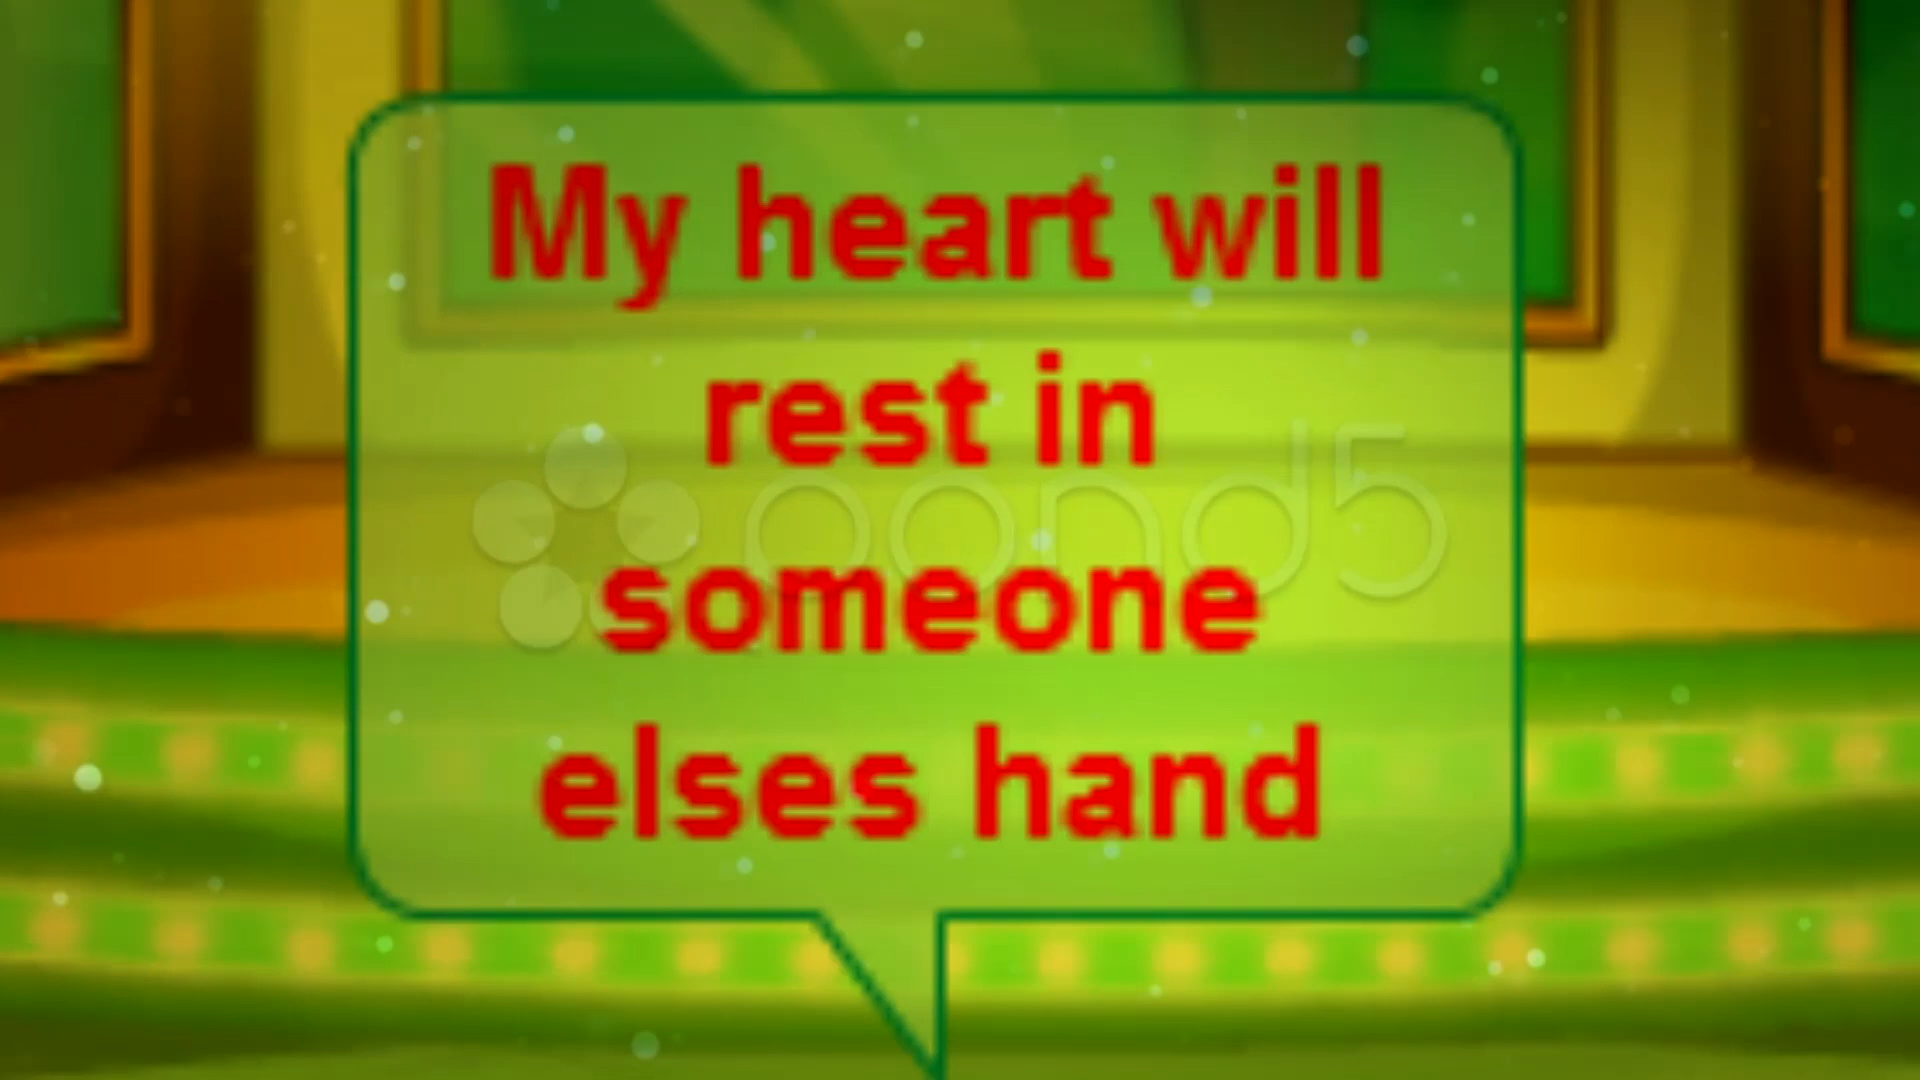 My heart will
rest in
pond5
someone
elses hand